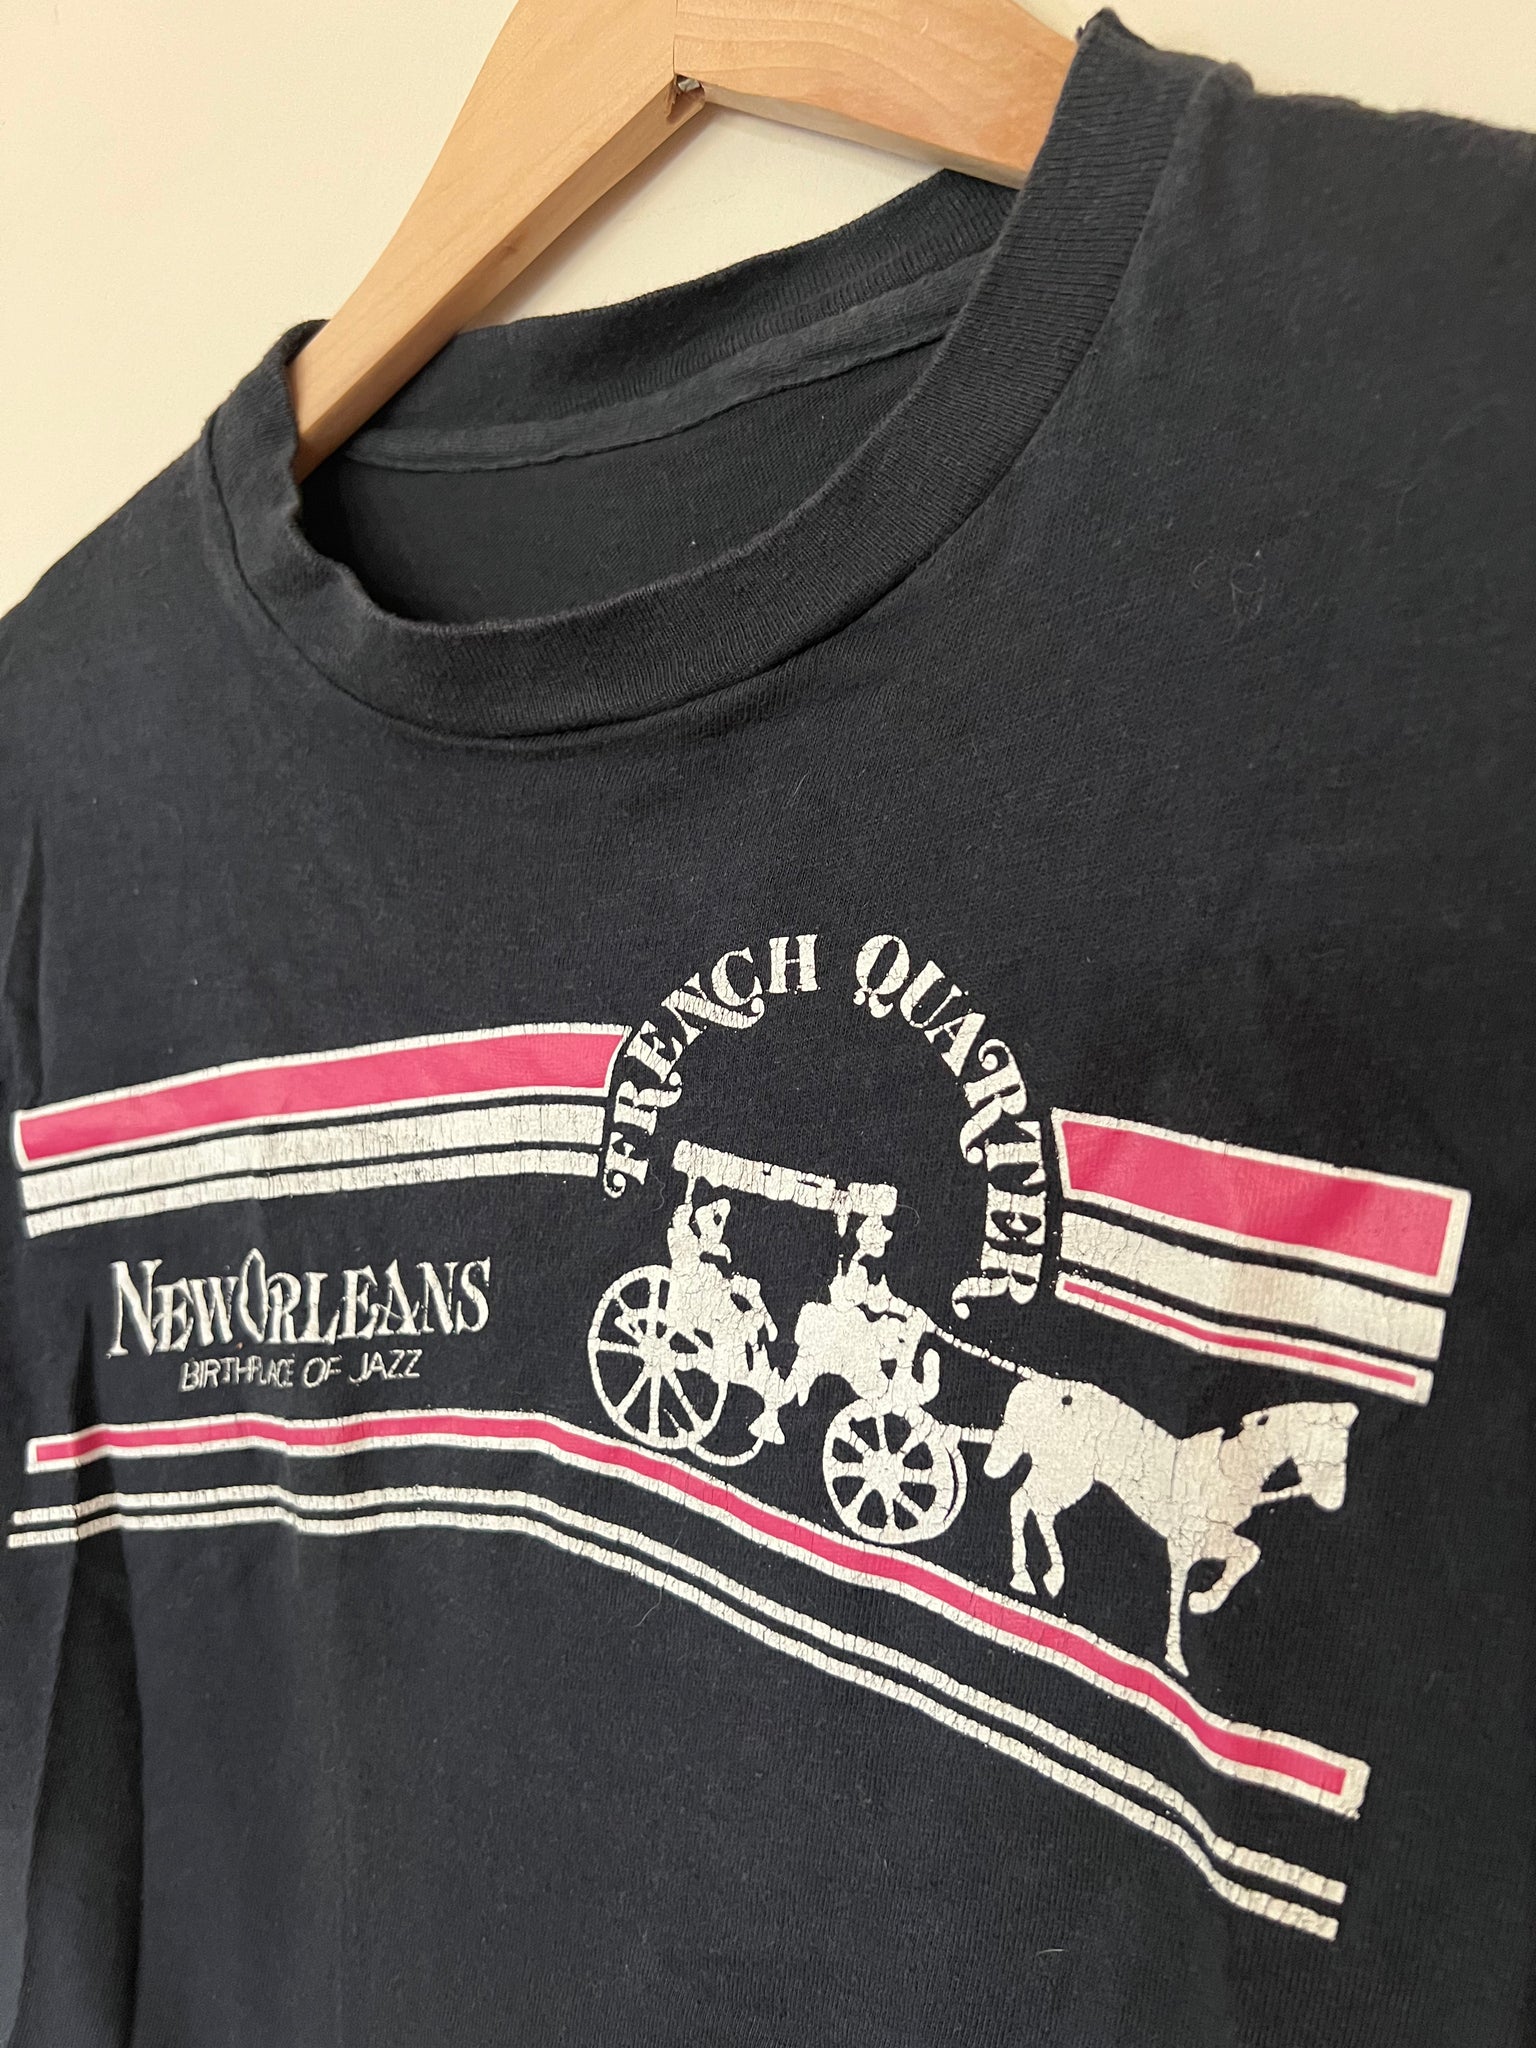 FRENCH QUARTER
NEW ORLEANS
BIRTHPLACE OF JAZZ